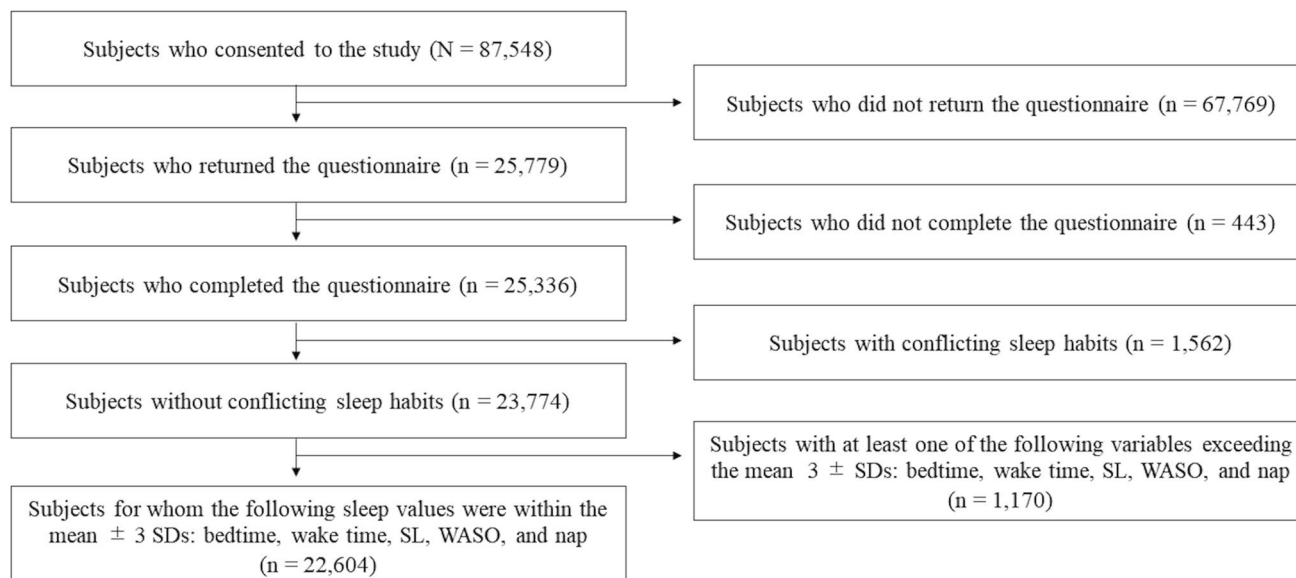 Subjects who consented to the study (N = 87,548)
Subjects who did not return the questionnaire (n = 67,769)
Subjects who returned the questionnaire (n = 25,779)
Subjects who did not complete the questionnaire (n = 443)
Subjects who completed the questionnaire (n = 25,336)
Subjects with conflicting sleep habits (n = 1,562)
Subjects without conflicting sleep habits (n = 23,774)
Subjects with at least one of the following variables exceeding
the mean 3 ± SDs: bedtime, wake time, SL, WASO, and nap
(n = 1,170)
Subjects for whom the following sleep values were within the
mean ± 3 SDs: bedtime, wake time, SL, WASO, and nap
(n = 22,604)